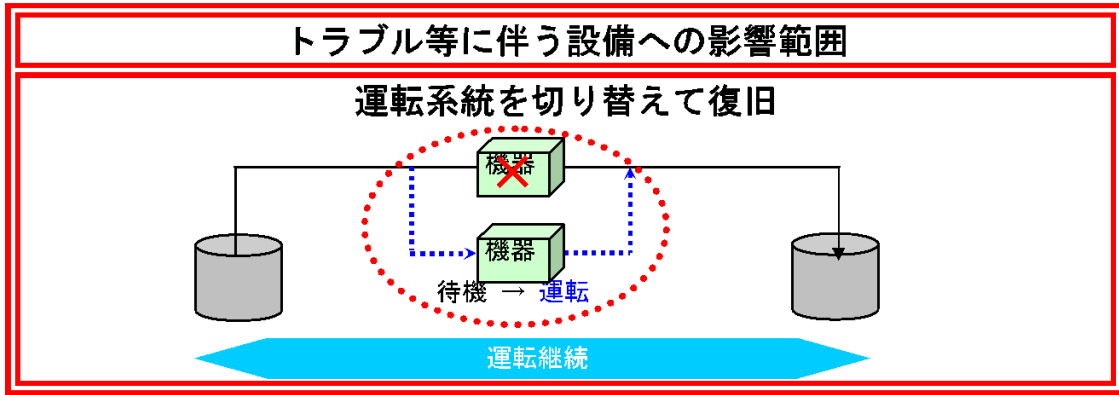 トラブル等に伴う設備への影響範囲
運転系統を切り替えて復旧
機器
機器
待機 → 運転
運転継続